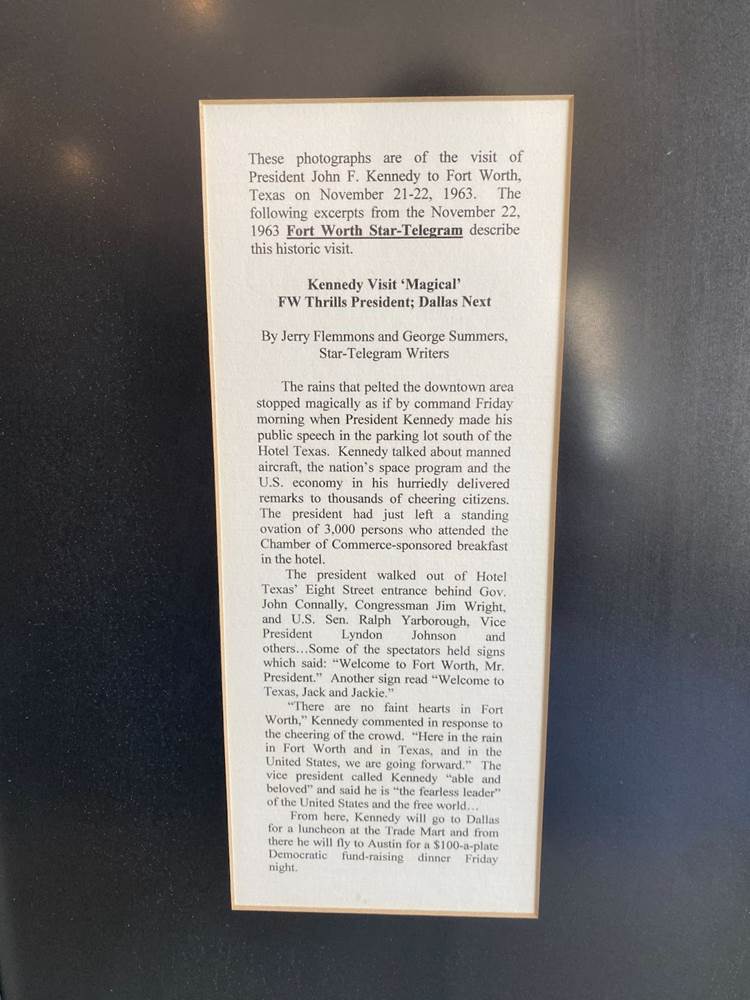 These photographs are of the visit of
President John F. Kennedy to Fort Worth,
Texas on November 21-22, 1963. The
following excerpts from the November 22,
1963 Fort Worth Star-Telegram describe
this historic visit.
Kennedy Visit ‘Magical’
FW Thrills President; Dallas Next
By Jerry Flemmons and George Summers,
Star-Telegram Writers
The rains that pelted the downtown area
stopped magically as if by command Friday
morning when President Kennedy made his
public speech in the parking lot south of the
Hotel Texas. Kennedy talked about manned
aircraft, the nation’s space program and the
U.S. economy in his hurriedly delivered
remarks to thousands of cheering citizens.
The president had just left a standing
ovation of 3,000 persons who attended the
Chamber of Commerce-sponsored breakfast
in the hotel.
The president walked out of Hotel
Texas’ Eight Street entrance behind Gov.
John Connally, Congressman Jim Wright,
and U.S. Sen. Ralph Yarborough, Vice
President Lyndon Johnson and
others…Some of the spectators held signs
which said: “Welcome to Fort Worth, Mr.
President.” Another sign read “Welcome to
Texas, Jack and Jackie.”
“There are no faint hearts in Fort
Worth,” Kennedy commented in response to
the cheering of the crowd. “Here in the rain
in Fort Worth and in Texas, and in the
United States, we are going forward.” The
vice president called Kennedy “able and
beloved” and said he is “the fearless leader”
of the United States and the free world…
From here, Kennedy will go to Dallas
for a luncheon at the Trade Mart and from
there he will fly to Austin for a $100-a-plate
Democratic fund-raising dinner Friday
night.